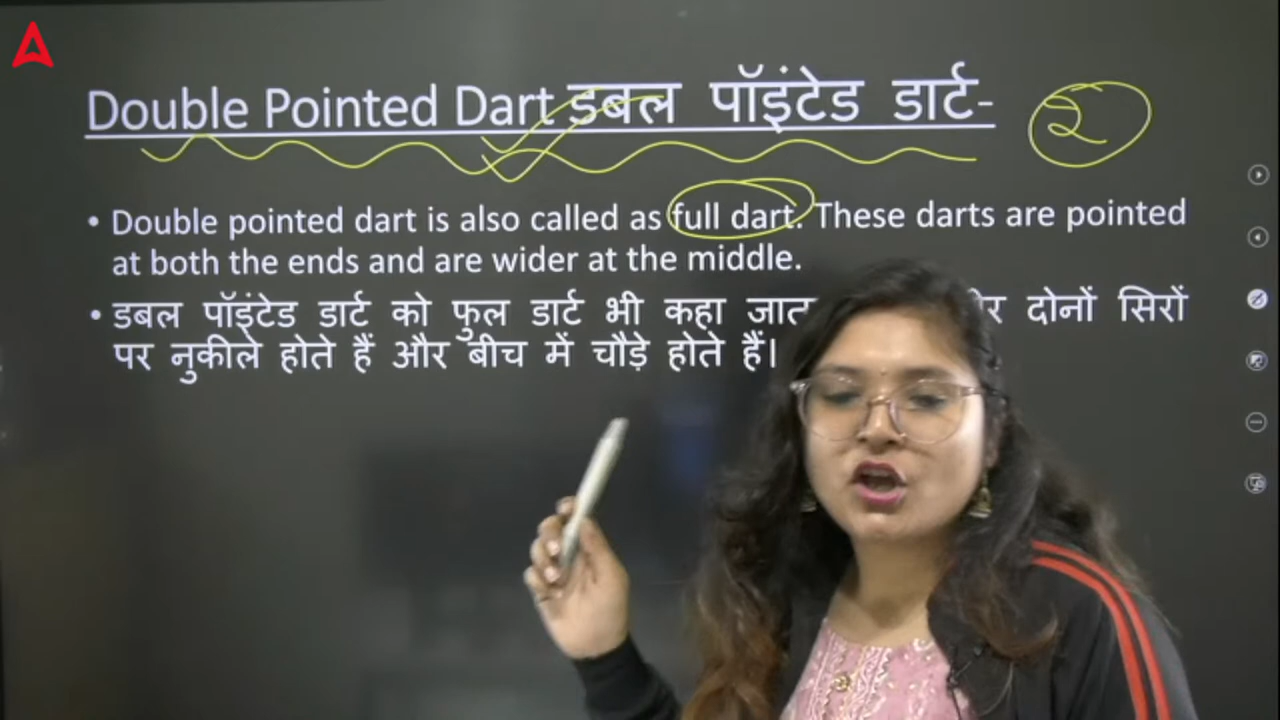 Double Pointed Dart डबल पॉइंटेड डार्ट- २
• Double pointed dart is also called as full dart. These darts are pointed
at both the ends and are wider at the middle.
• डबल पॉइंटेड डार्ट को फुल डार्ट भी कहा जात र दोनों सिरों
पर नुकीले होते हैं और बीच में चौड़े होते हैं।